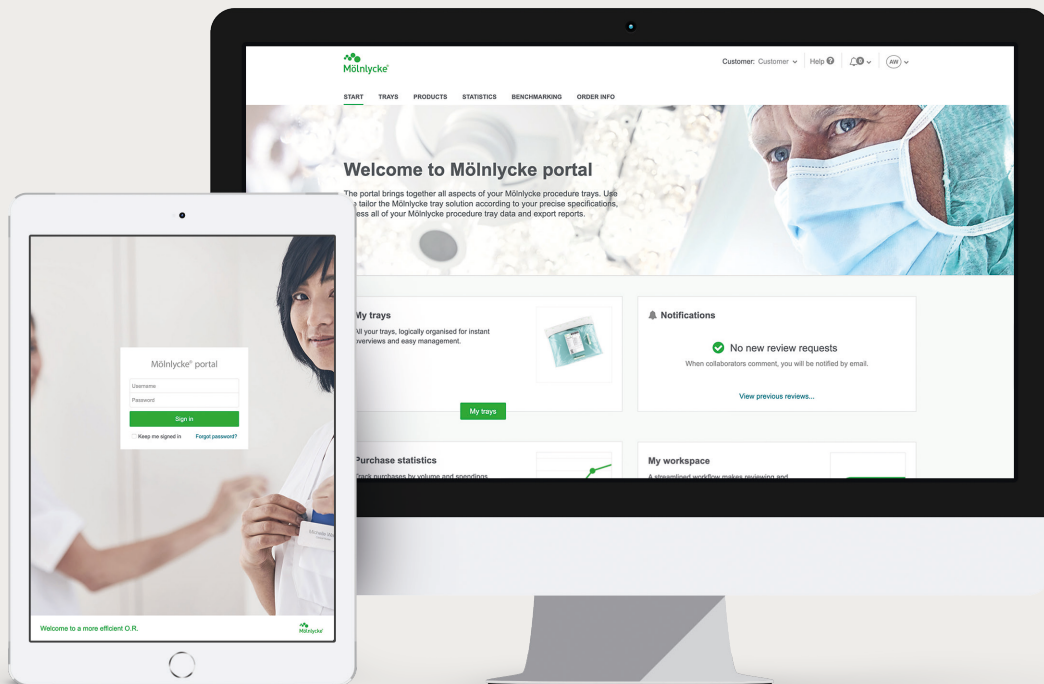 Mölnlycke®
Customer: Customer
Help
0
AW
START TRAYS PRODUCTS STATISTICS BENCHMARKING ORDER INFO
Welcome to Mölnlycke portal
The portal brings together all aspects of your Mölnlycke procedure trays. Use
tailor the Mölnlycke tray solution according to your precise specifications,
all of your Mölnlycke procedure tray data and export reports.
My trays
All your trays, logically organised for instant
overviews and easy management.
My trays
Notifications
No new review requests
When collaborators comment, you will be notified by email.
View previous reviews...
Purchase statistics
Track purchases by volume and spendings
My workspace
A streamlined workflow makes reviewing and
Mölnlycke® portal
Username
Password
Sign in
Keep me signed in Forgot password?
Welcome to a more efficient O.R.
Mölnlycke®